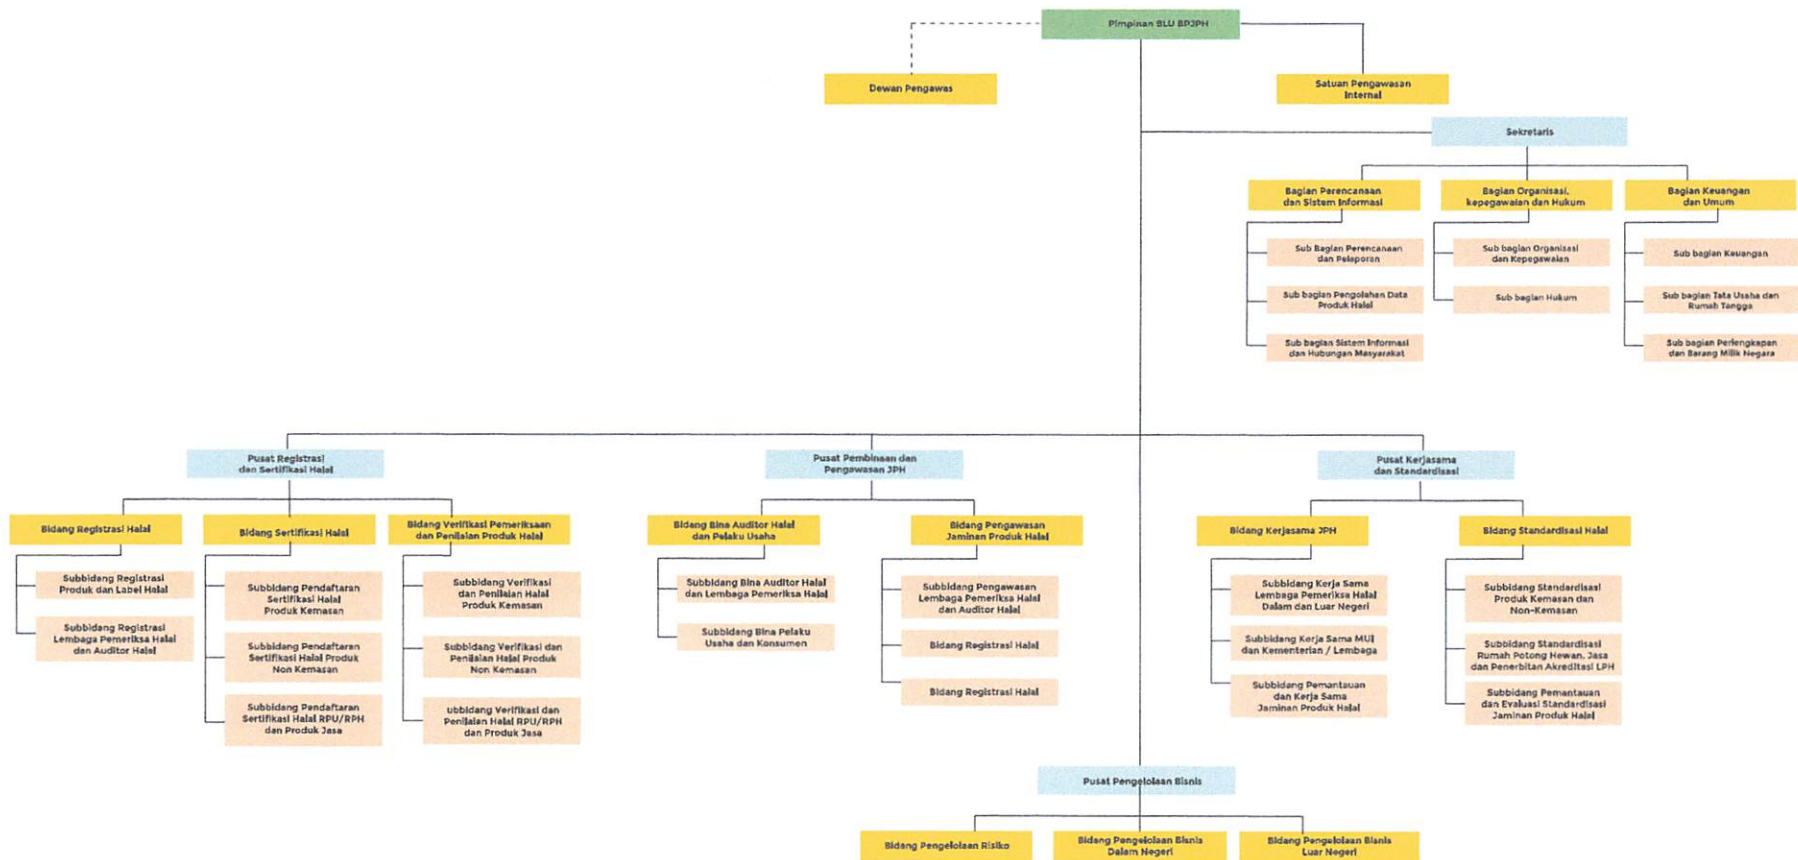 Pimpinan BLU BPJPH
Dewan Pengawas
Satuan Pengawasan
Internal
Sekretaris
Bagian Perencanaan
dan Sistem Informasi
Bagian Organisasi,
kepegawaian dan Hukum
Bagian Keuangan
dan Umum
Sub Bagian Perencanaan
dan Pelaporan
Sub bagian Pengolahan Data
Produk Halal
Sub bagian Sistem Informasi
dan Hubungan Masyarakat
Sub bagian Organisasi
dan Kepegawaian
Sub bagian Hukum
Sub bagian Keuangan
Sub bagian Tata Usaha dan
Rumah Tangga
Sub bagian Perlengkapan
dan Barang Milik Negara
Pusat Registrasi
dan Sertifikasi Halal
Bidang Registrasi Halal
Subbidang Registrasi
Produk dan Label Halal
Subbidang Registrasi
Lembaga Pemeriksa Halal
dan Auditor Halal
Bidang Sertifikasi Halal
Subbidang Pendaftaran
Sertifikasi Halal
Produk Kemasan
Subbidang Pendaftaran
Sertifikasi Halal Produk
Non Kemasan
Subbidang Pendaftaran
Sertifikasi Halal RPU/RPH
dan Produk Jasa
Bidang Verifikasi Pemeriksaan
dan Penilaian Produk Halal
Subbidang Verifikasi
dan Penilaian Halal
Produk Kemasan
Subbidang Verifikasi dan
Penilaian Halal Produk
Non Kemasan
ubbidang Verifikasi dan
Penilaian Halal RPU/RPH
dan Produk Jasa
Pusat Pembinaan dan
Pengawasan JPH
Bidang Bina Auditor Halal
dan Pelaku Usaha
Subbidang Bina Auditor Halal
dan Lembaga Pemeriksa Halal
Subbidang Bina Pelaku
Usaha dan Konsumen
Bidang Pengawasan
Jaminan Produk Halal
Subbidang Pengawasan
Lembaga Pemeriksa Halal
dan Auditor Halal
Bidang Registrasi Halal
Bidang Registrasi Halal
Pusat Kerjasama
dan Standardisasi
Bidang Kerjasama JPH
Subbidang Kerja Sama
Lembaga Pemeriksa Halal
Dalam dan Luar Negeri
Subbidang Kerja Sama MUI
dan Kementerian / Lembaga
Subbidang Pemantauan
dan Kerja Sama
Jaminan Produk Halal
Bidang Standardisasi Halal
Subbidang Standardisasi
Produk Kemasan dan
Non-Kemasan
Subbidang Standardisasi
Rumah Potong Hewan, Jasa
dan Penerbitan Akreditasi LPH
Subbidang Pemantauan
dan Evaluasi Standardisasi
Jaminan Produk Halal
Pusat Pengelolaan Bisnis
Bidang Pengelolaan Risiko
Bidang Pengelolaan Bisnis
Dalam Negeri
Bidang Pengelolaan Bisnis
Luar Negeri